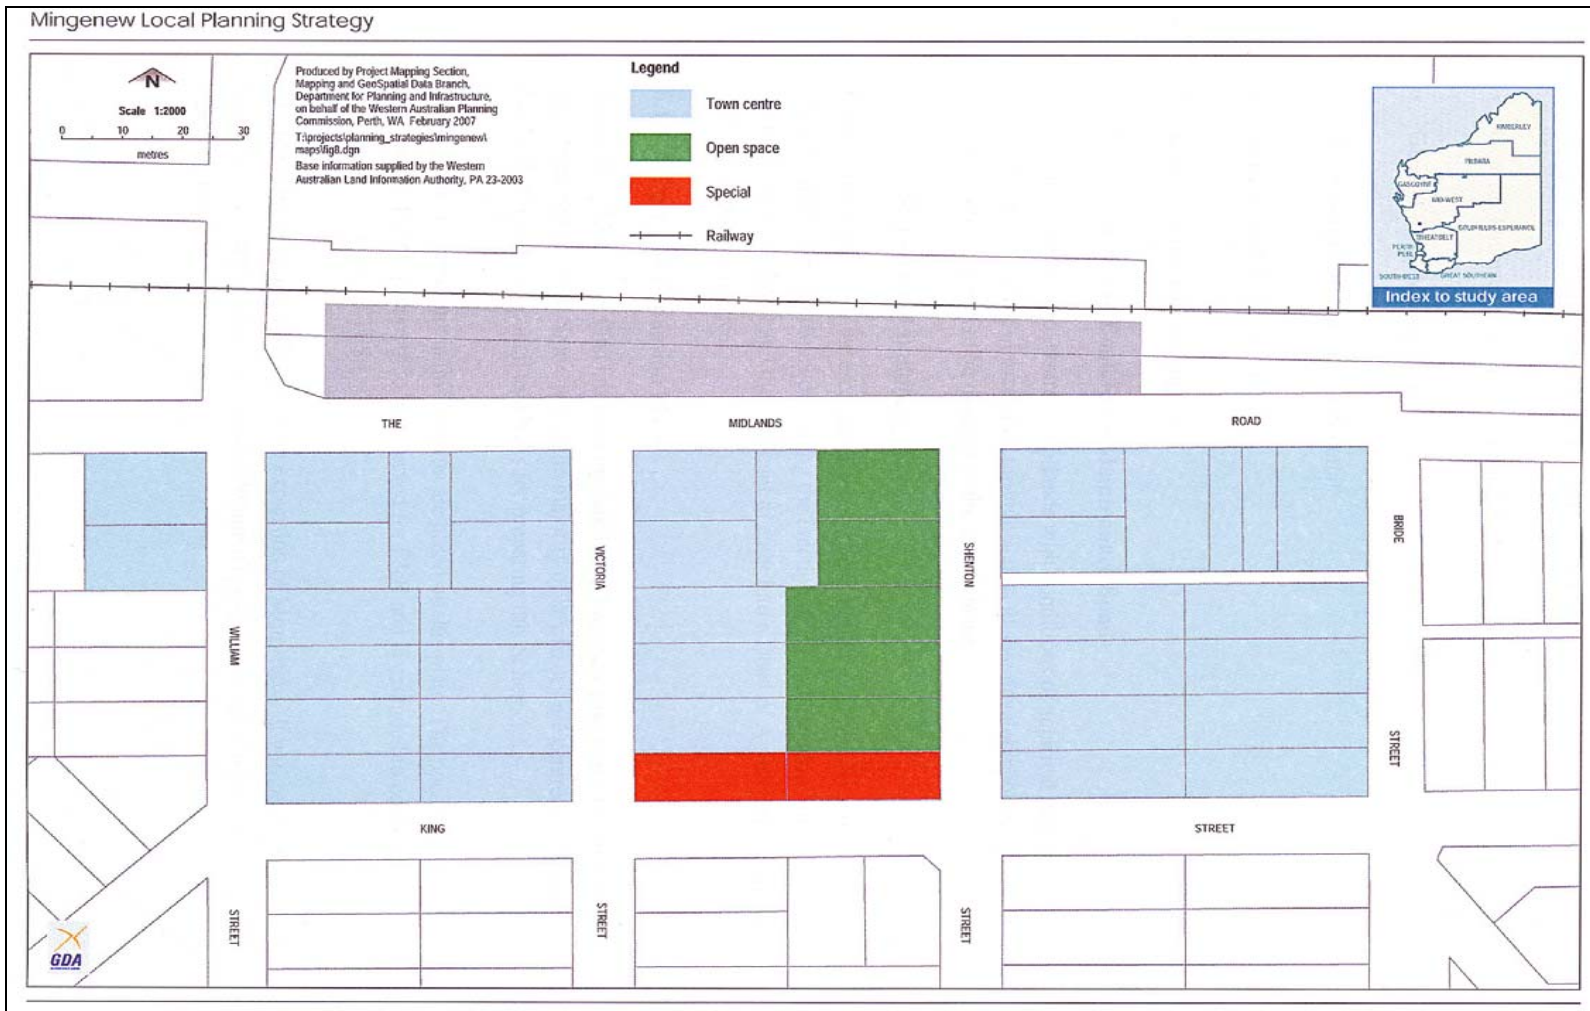 Mingenew Local Planning Strategy
N
Scale 1:2000
0 10 20 30
metres
Produced by Project Mapping Section,
Mapping and GeoSpatial Data Branch,
Department for Planning and Infrastructure,
on behalf of the Western Australian Planning
Commission, Perth, WA February 2007
T:\projects\planning_strategies\mingenew\
maps\fig8.dgn
Base information supplied by the Western
Australian Land Information Authority, PA 23-2003
Legend
Town centre
Open space
Special
Railway
KIMBERLEY
PILBARA
GASCOYNE
MID-WEST
GOLDFIELDS-ESPERANCE
WHEATBELT
PERTH
PEEL
SOUTH-WEST
GREAT SOUTHERN
Index to study area
THE MIDLANDS ROAD
WILLIAM
VICTORIA
SHENTON
BRIDE
STREET
KING STREET
STREET
STREET
STREET
GDA